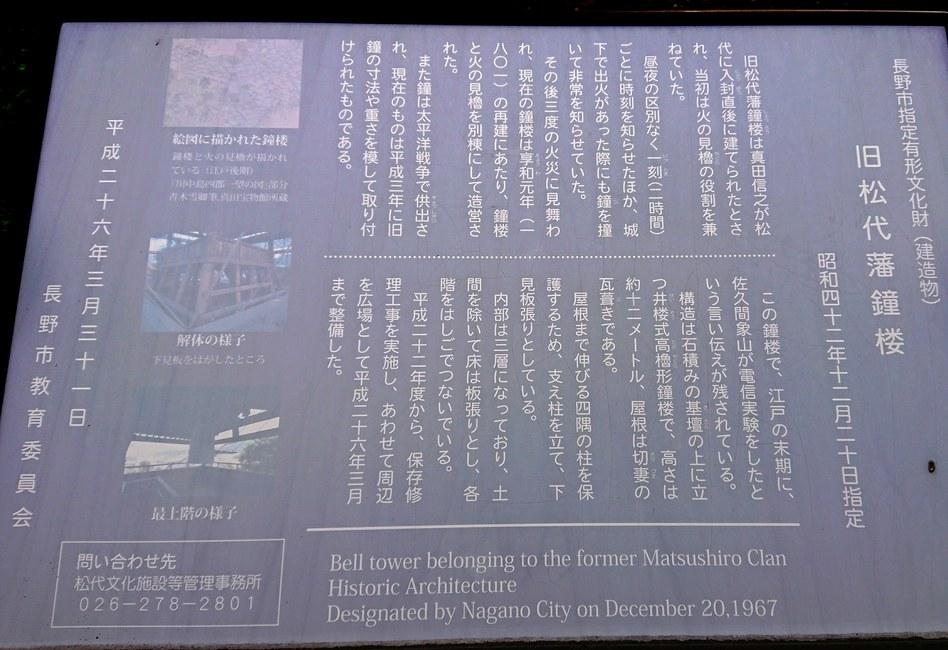 長野市指定有形文化財（建造物）
旧松代藩鐘楼
昭和四十二年十二月二十日指定
旧松代藩鐘楼は真田信之が松
代に入封直後に建てられたとさ
れ、当初は火の見櫓の役割を兼
ねていた。
昼夜の区別なく一刻（二時間）
ごとに時刻を知らせたほか、城
下で出火があった際にも鐘を撞
いて非常を知らせていた。
その後三度の火災に見舞わ
れ、現在の鐘楼は享和元年（一
八〇一）の再建にあたり、鐘楼
と火の見櫓を別棟にして造営さ
れた。
また鐘は太平洋戦争で供出さ
れ、現在のものは平成三年に旧
鐘の寸法や重さを模して取り付
けられたものである。
この鐘楼で、江戸の末期に、
佐久間象山が電信実験をしたと
いう言い伝えが残されている。
構造は石積みの基壇の上に立
つ井楼式高櫓形鐘楼で、高さは
約十二メートル、屋根は切妻の
瓦葺きである。
屋根まで伸びる四隅の柱を保
護するため、支え柱を立て、下
見板張りとしている。
内部は三層になっており、土
間を除いて床は板張りとし、各
階をはしごでつないでいる。
平成二十二年度から、保存修
理工事を実施し、あわせて周辺
を広場として平成二十六年三月
まで整備した。
絵図に描かれた鐘楼
鐘楼と火の見櫓が描かれ
ている（江戸後期）
「川中島四郡一望の図」部分
青木雪卿筆、真田宝物館所蔵
解体の様子
下見板をはがしたところ
最上階の様子
平成二十六年三月三十一日
長野市教育委員会
問い合わせ先
松代文化施設等管理事務所
０２６－２７８－２８０１
Bell tower belonging to the former Matsushiro Clan
Historic Architecture
Designated by Nagano City on December 20,1967